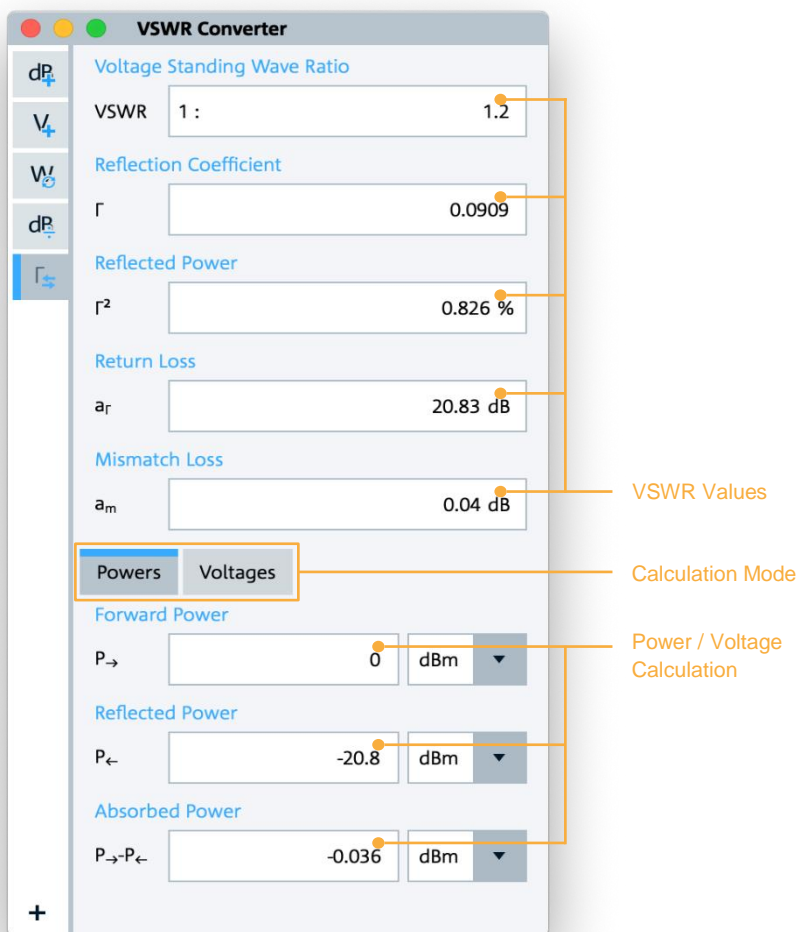 VSWR Converter
dP
Voltage Standing Wave Ratio
VSWR 1 : 1.2
V
Reflection Coefficient
W
Γ 0.0909
dP
Reflected Power
Γ
Γ² 0.826 %
Return Loss
aΓ 20.83 dB
Mismatch Loss
am 0.04 dB
VSWR Values
Powers Voltages
Calculation Mode
Forward Power
P→ 0 dBm
Power / Voltage
Calculation
Reflected Power
P← -20.8 dBm
Absorbed Power
P→-P← -0.036 dBm
+